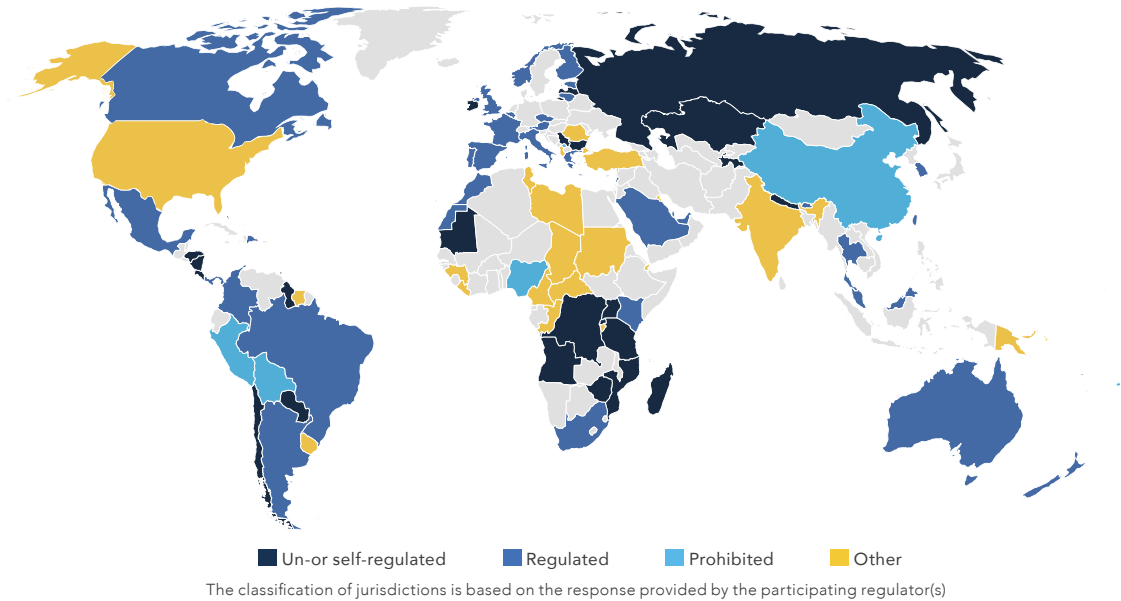 Un-or self-regulated Regulated Prohibited Other
The classification of jurisdictions is based on the response provided by the participating regulator(s)